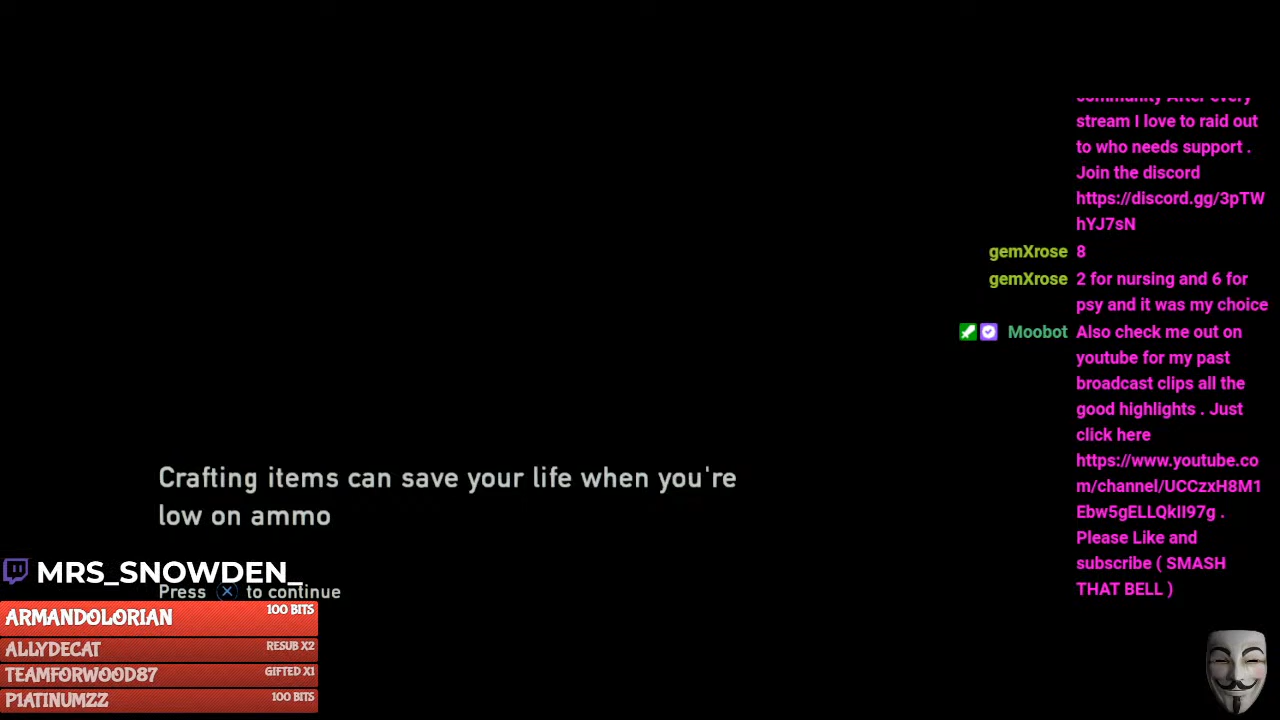 community After every
stream I love to raid out
to who needs support .
Join the discord
https://discord.gg/3pTW
hYJ7sN
gemXrose 8
gemXrose 2 for nursing and 6 for
psy and it was my choice
Moobot Also check me out on
youtube for my past
broadcast clips all the
good highlights . Just
click here
https://www.youtube.co
m/channel/UCCzxH8M1
Ebw5gELLQkII97g .
Please Like and
subscribe ( SMASH
THAT BELL )
Crafting items can save your life when you're
low on ammo
MRS_SNOWDEN_
Press X to continue
ARMANDOLORIAN 100 BITS
ALLYDECAT RESUB X2
TEAMFORWOOD87 GIFTED X1
P1ATINUMZZ 100 BITS